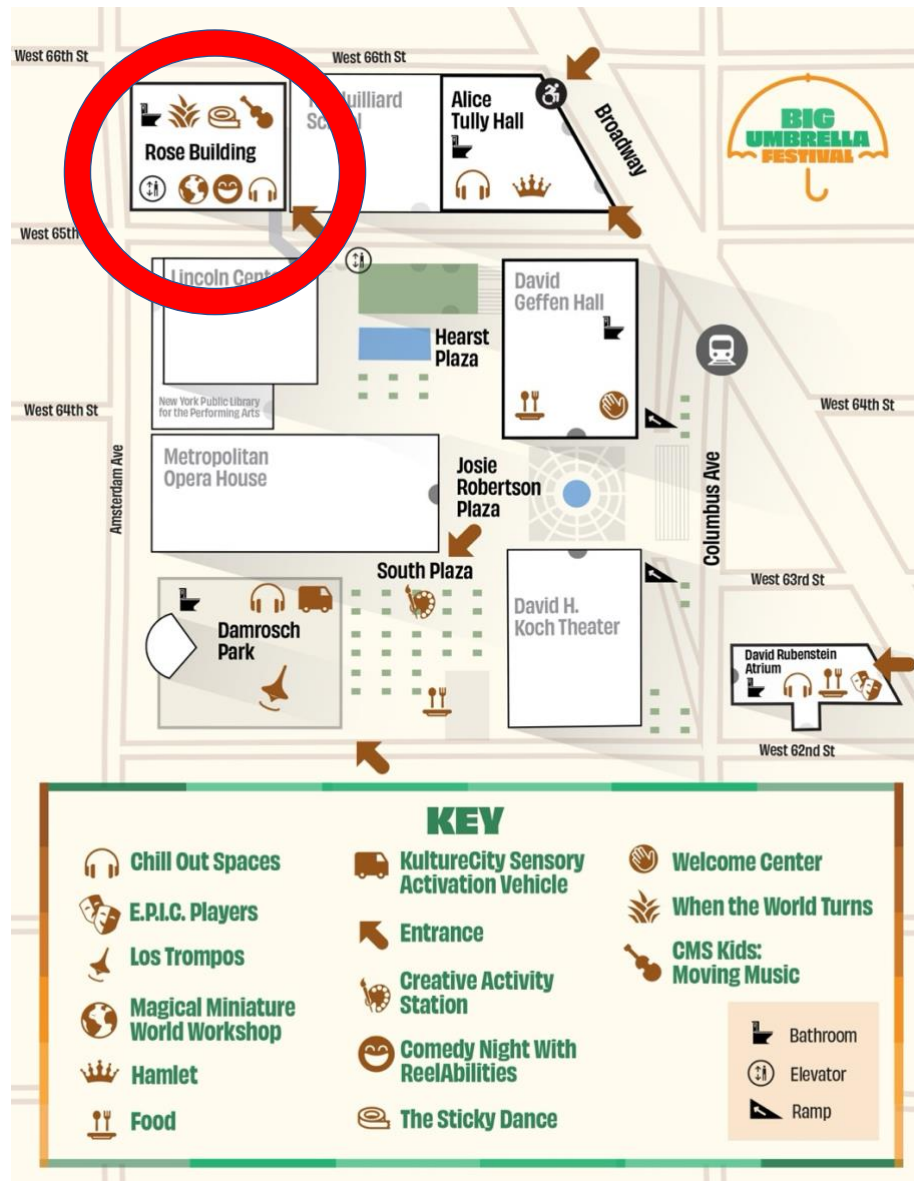 West 66th St
West 66th St
Rose Building
Juilliard
Alice
Tully Hall
Broadway
BIG
UMBRELLA
FESTIVAL
West 65th
Lincoln
David
Geffen Hall
Hearst
Plaza
New York Public Library
for the Performing Arts
West 64th St
West 64th St
Amsterdam Ave
Metropolitan
Opera House
Josie
Robertson
Plaza
Columbus Ave
South Plaza
West 63rd St
Damrosch
Park
David H.
Koch Theater
David Rubenstein
Atrium
West 62nd St
KEY
Chill Out Spaces
E.P.I.C. Players
Los Trompos
Magical Miniature
World Workshop
Hamlet
Food
KultureCity Sensory
Activation Vehicle
Entrance
Creative Activity
Station
Comedy Night With
ReelAbilities
The Sticky Dance
Welcome Center
When the World Turns
CMS Kids:
Moving Music
Bathroom
Elevator
Ramp